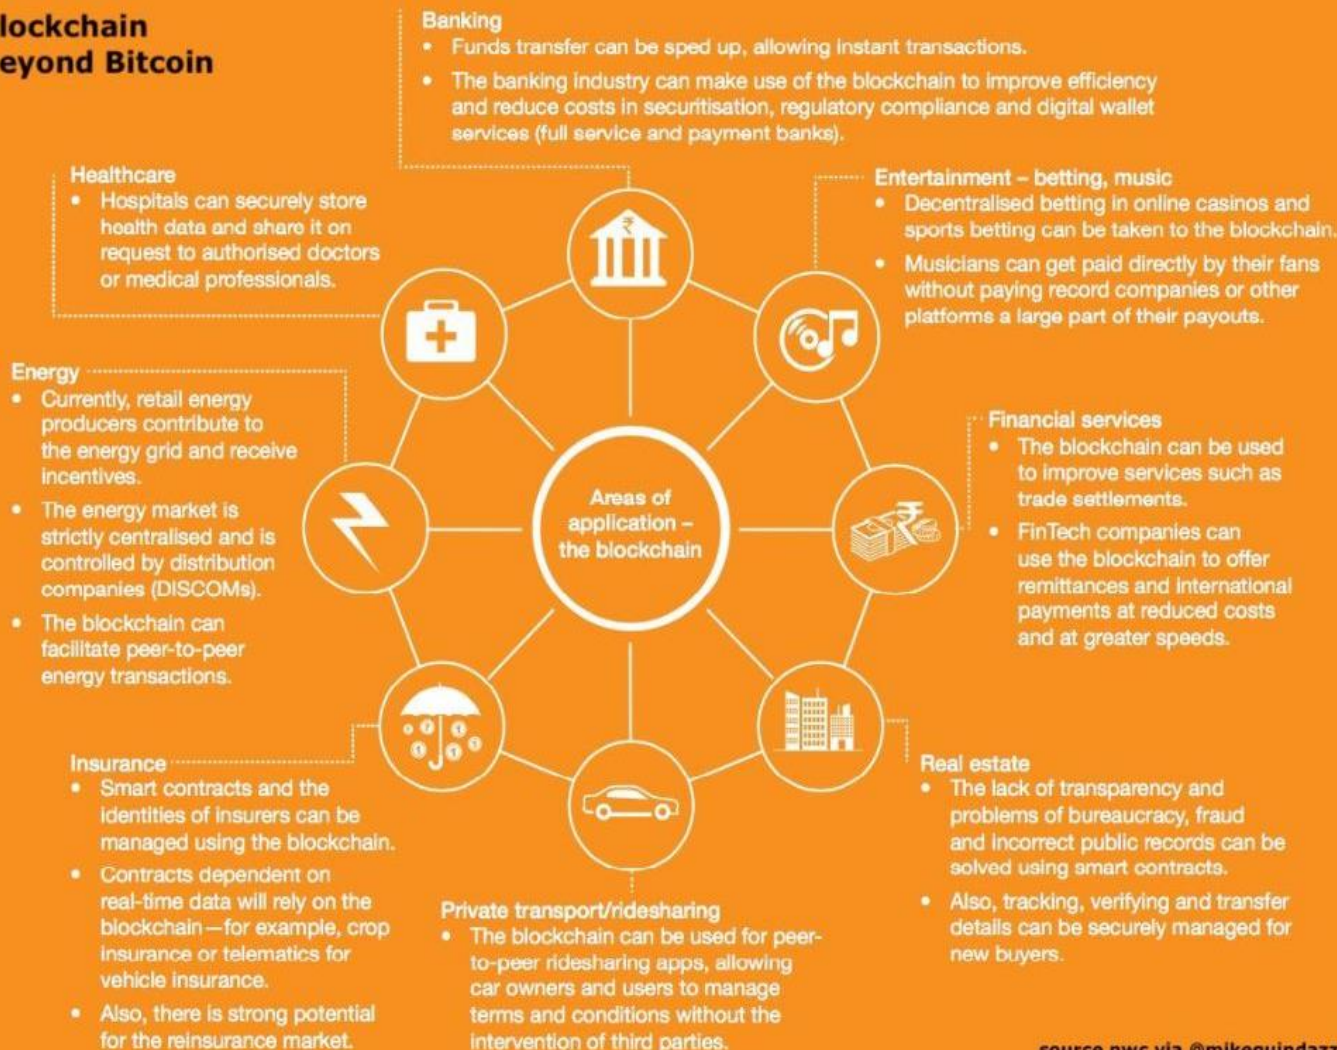 lockchain
eyond Bitcoin
Banking
• Funds transfer can be sped up, allowing instant transactions.
• The banking industry can make use of the blockchain to improve efficiency
and reduce costs in securitisation, regulatory compliance and digital wallet
services (full service and payment banks).
Healthcare
• Hospitals can securely store
health data and share it on
request to authorised doctors
or medical professionals.
Entertainment – betting, music
• Decentralised betting in online casinos and
sports betting can be taken to the blockchain.
• Musicians can get paid directly by their fans
without paying record companies or other
platforms a large part of their payouts.
Energy
• Currently, retail energy
producers contribute to
the energy grid and receive
incentives.
• The energy market is
strictly centralised and is
controlled by distribution
companies (DISCOMs).
• The blockchain can
facilitate peer-to-peer
energy transactions.
Areas of
application –
the blockchain
Financial services
• The blockchain can be used
to improve services such as
trade settlements.
• FinTech companies can
use the blockchain to offer
remittances and international
payments at reduced costs
and at greater speeds.
Insurance
• Smart contracts and the
identities of insurers can be
managed using the blockchain.
• Contracts dependent on
real-time data will rely on the
blockchain—for example, crop
insurance or telematics for
vehicle insurance.
• Also, there is strong potential
for the reinsurance market.
Private transport/ridesharing
• The blockchain can be used for peer-
to-peer ridesharing apps, allowing
car owners and users to manage
terms and conditions without the
intervention of third parties.
Real estate
• The lack of transparency and
problems of bureaucracy, fraud
and incorrect public records can be
solved using smart contracts.
• Also, tracking, verifying and transfer
details can be securely managed for
new buyers.
source pwc via @mikequindazz